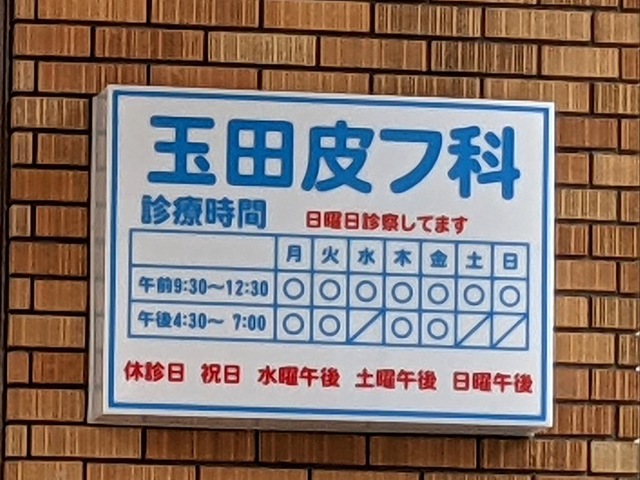 玉田皮フ科
診療時間 日曜日診察してます
月 火 水 木 金 土 日
午前9:30〜12:30 ○ ○ ○ ○ ○ ○ ○
午後4:30〜 7:00 ○ ○ ／ ○ ○ ／ ／
休診日 祝日 水曜午後 土曜午後 日曜午後